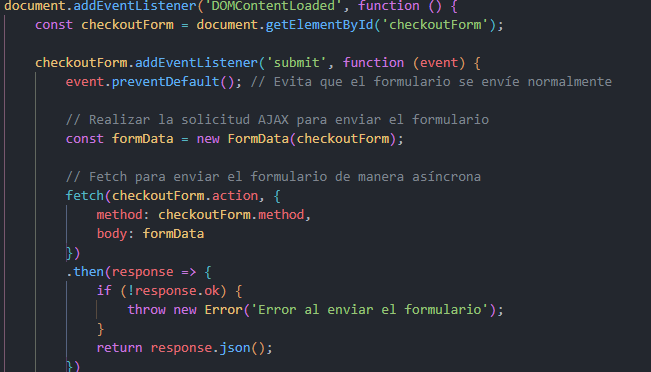 document.addEventListener('DOMContentLoaded', function () {
    const checkoutForm = document.getElementById('checkoutForm');

    checkoutForm.addEventListener('submit', function (event) {
        event.preventDefault(); // Evita que el formulario se envíe normalmente

        // Realizar la solicitud AJAX para enviar el formulario
        const formData = new FormData(checkoutForm);

        // Fetch para enviar el formulario de manera asíncrona
        fetch(checkoutForm.action, {
            method: checkoutForm.method,
            body: formData
        })
        .then(response => {
            if (!response.ok) {
                throw new Error('Error al enviar el formulario');
            }
            return response.json();
        })